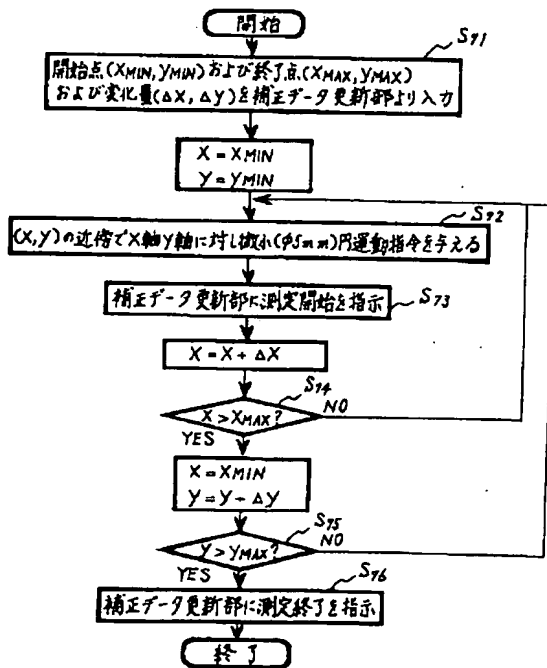 開始
S71
開始点(XMIN,YMIN)および終了点(XMAX,YMAX)
および変化量(ΔX,ΔY)を補正データ更新部より入力
X=XMIN
Y=YMIN
S72
(X,Y)の近傍でX軸Y軸に対し微小(φ5mm)円運動指令を与える
補正データ更新部に測定開始を指示
S73
X=X+ΔX
S74
X>XMAX?
NO
YES
X=XMIN
Y=Y+ΔY
S75
Y>YMAX?
NO
YES
S76
補正データ更新部に測定終了を指示
終了